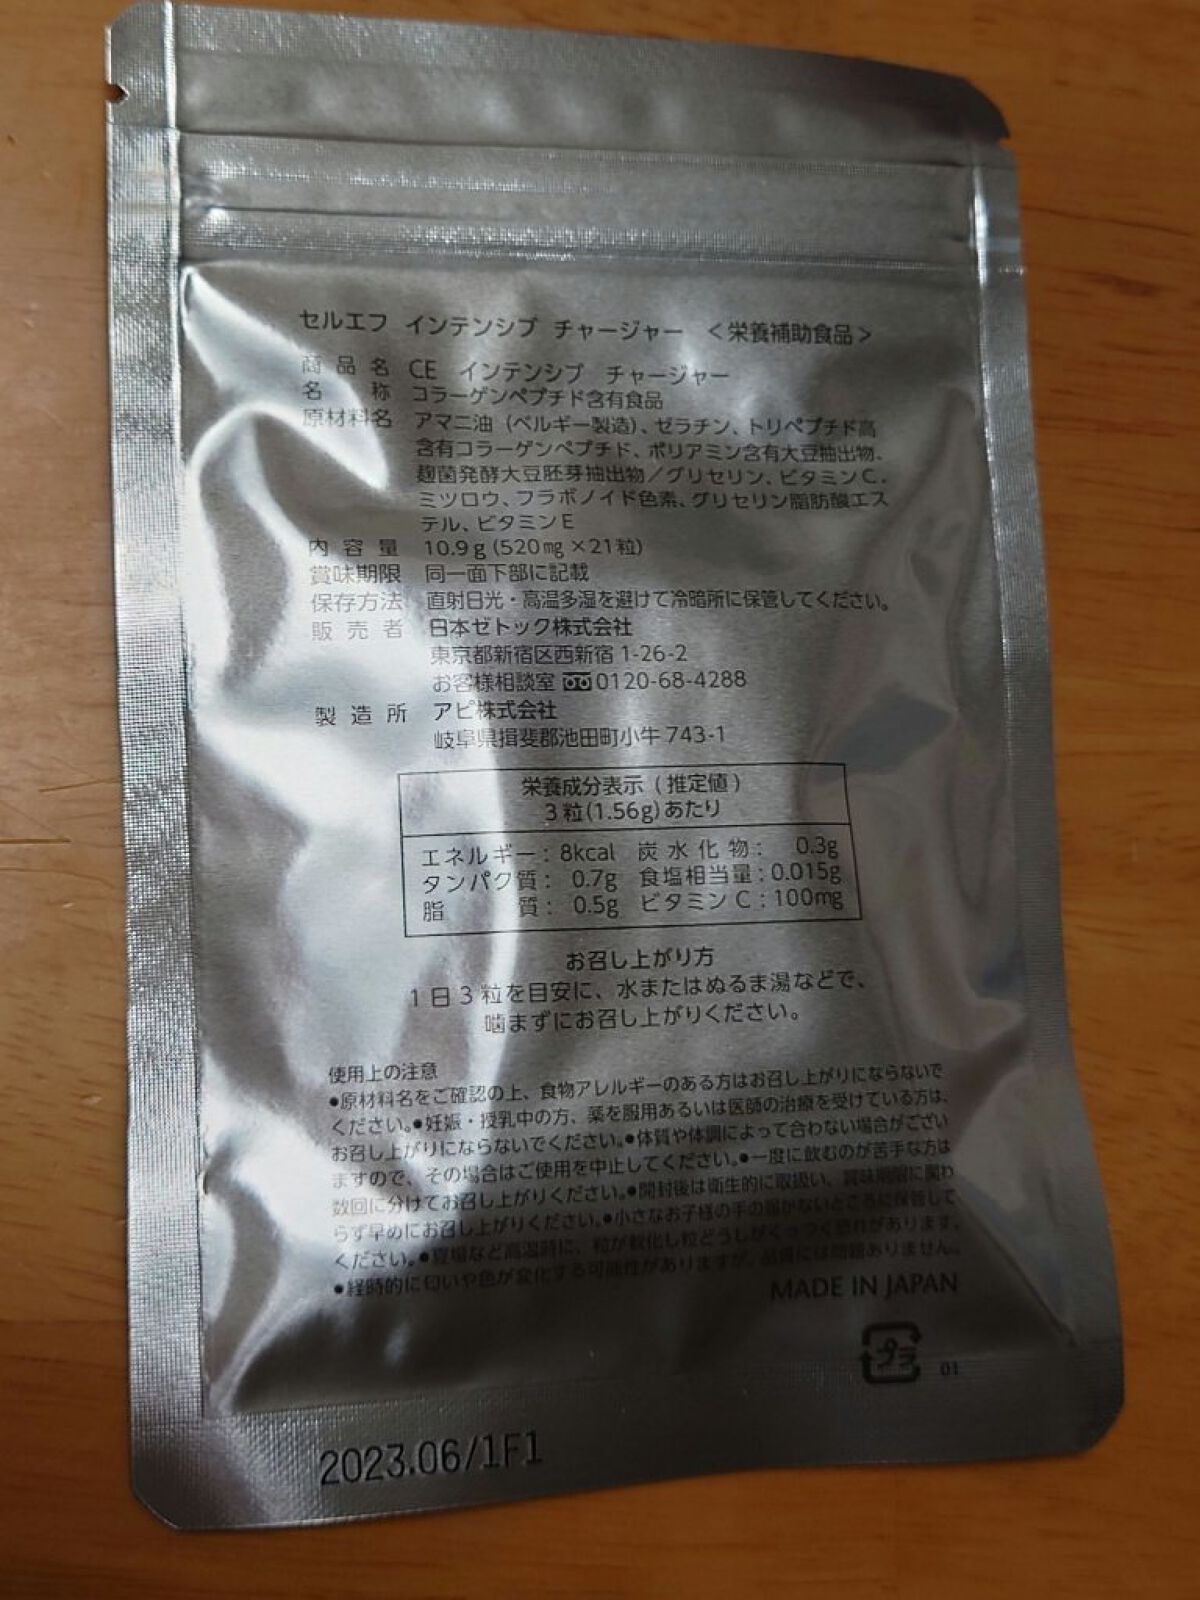 セルエフ インテンシブ チャージャー <栄養補助食品>
商品名 CE インテンシブ チャージャー
名称 コラーゲンペプチド含有食品
原材料名 アマニ油(ベルギー製造)、ゼラチン、トリペプチド高
含有コラーゲンペプチド、ポリアミン含有大豆抽出物、
麹菌発酵大豆胚芽抽出物/グリセリン、ビタミンC、
ミツロウ、フラボノイド色素、グリセリン脂肪酸エス
テル、ビタミンE
内容量 10.9g(520mg×21粒)
賞味期限 同一面下部に記載
保存方法 直射日光・高温多湿を避けて冷暗所に保管してください。
販売者 日本ゼトック株式会社
東京都新宿区西新宿 1-26-2
お客様相談室 0120-68-4288
製造所 アピ株式会社
岐阜県揖斐郡池田町小牛 743-1
栄養成分表示(推定値)
3粒(1.56g)あたり
エネルギー: 8kcal 炭水化物: 0.3g
タンパク質: 0.7g 食塩相当量:0.015g
脂質: 0.5g ビタミンC:100mg
お召し上がり方
1日3粒を目安に、水またはぬるま湯などで、
噛まずにお召し上がりください。
使用上の注意
●原材料名をご確認の上、食物アレルギーのある方はお召し上がりにならないで
ください。●妊娠・授乳中の方、薬を服用あるいは医師の治療を受けている方は、
お召し上がりにならないでください。●体質や体調によって合わない場合がござい
ますので、その場合はご使用を中止してください。●一度に飲むのが苦手な方は
数回に分けてお召し上がりください。●開封後は衛生的に取扱い、賞味期限に関わ
らず早めにお召し上がりください。●小さなお子様の手の届かないところに保管して
ください。●夏場など高温時に、粒が軟化し粒どうしがくっつく恐れがあります。
●経時的に匂いや色が変化する可能性がありますが、品質には問題ありません。
MADE IN JAPAN
プラ 01
2023.06/1F1